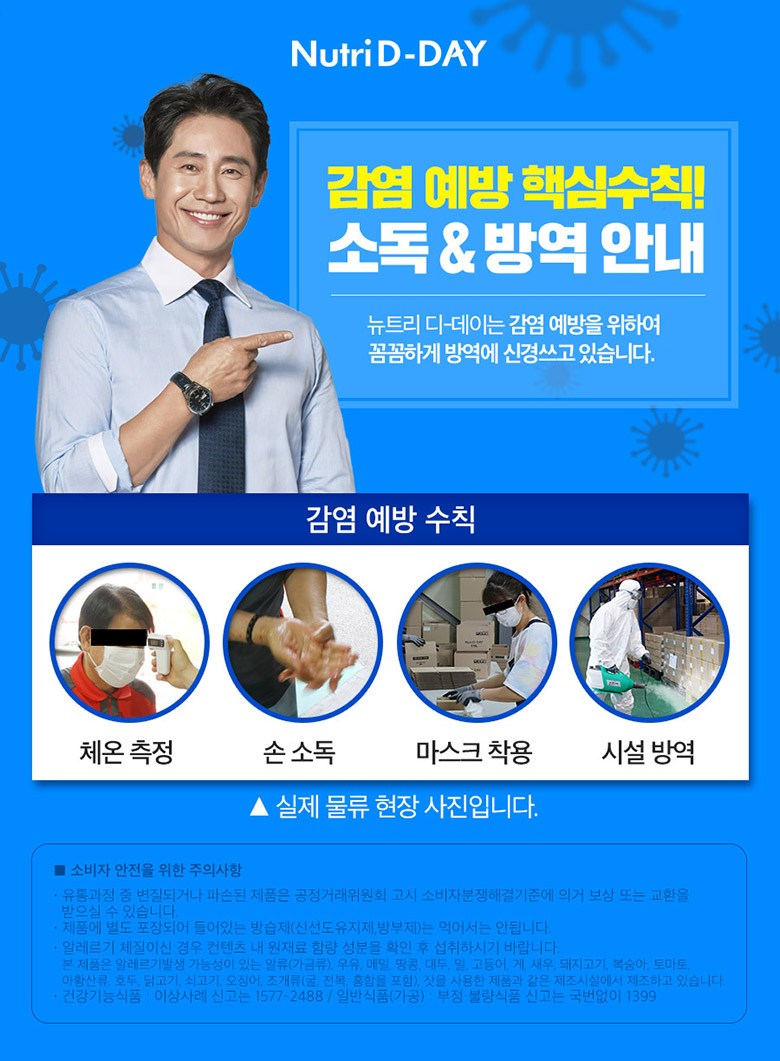 Nutri D-DAY
감염 예방 핵심수칙!
소독 & 방역 안내
뉴트리 디-데이는 감염 예방을 위하여
꼼꼼하게 방역에 신경쓰고 있습니다.
감염 예방 수칙
체온 측정
손 소독
마스크 착용
시설 방역
▲ 실제 물류 현장 사진입니다.
■ 소비자 안전을 위한 주의사항
· 유통과정 중 변질되거나 파손된 제품은 공정거래위원회 고시 소비자분쟁해결기준에 의거 보상 또는 교환을
받으실 수 있습니다.
· 제품에 별도 포장되어 들어있는 방습제(신선도유지제,방부제)는 먹어서는 안됩니다.
· 알레르기 체질이신 경우 컨텐츠 내 원재료 함량 성분을 확인 후 섭취하시기 바랍니다.
본 제품은 알레르기발생 가능성이 있는 알류(가금류), 우유, 메밀, 땅콩, 대두, 밀, 고등어, 게, 새우, 돼지고기, 복숭아, 토마토,
아황산류, 호두, 닭고기, 쇠고기, 오징어, 조개류(굴, 전복, 홍합을 포함), 잣을 사용한 제품과 같은 제조시설에서 제조하고 있습니다.
· 건강기능식품 : 이상사례 신고는 1577-2488 / 일반식품(가공) : 부정·불량식품 신고는 국번없이 1399